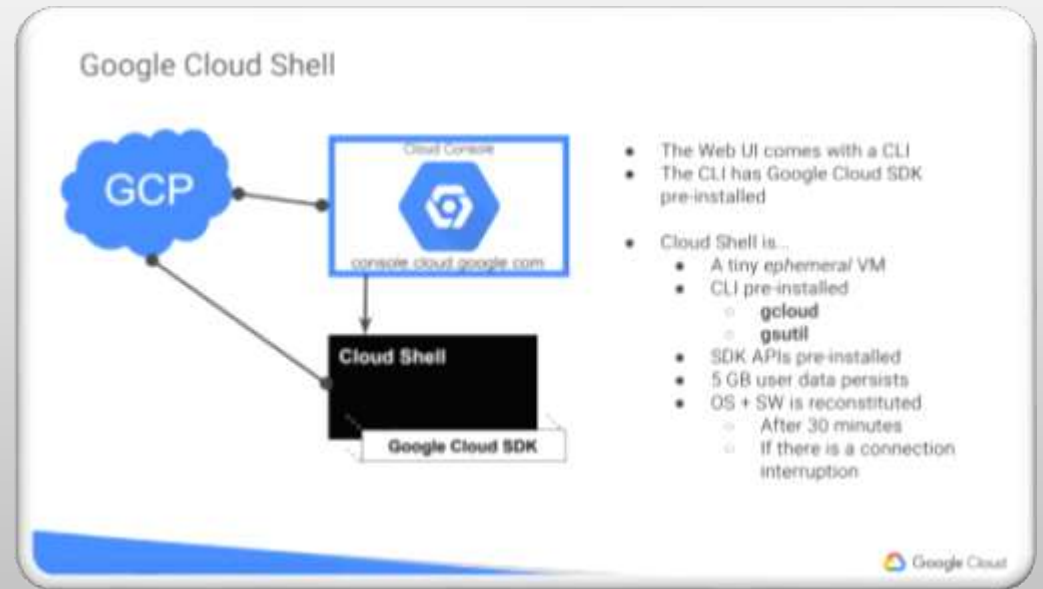 Google Cloud Shell
GCP
Cloud Console
console.cloud.google.com
Cloud Shell
Google Cloud SDK
The Web UI comes with a CLI
The CLI has Google Cloud SDK
pre-installed
Cloud Shell is...
A tiny ephemeral VM
CLI pre-installed
gcloud
gsutil
SDK APIs pre-installed
5 GB user data persists
OS + SW is reconstituted
After 30 minutes
If there is a connection
interruption
Google Cloud